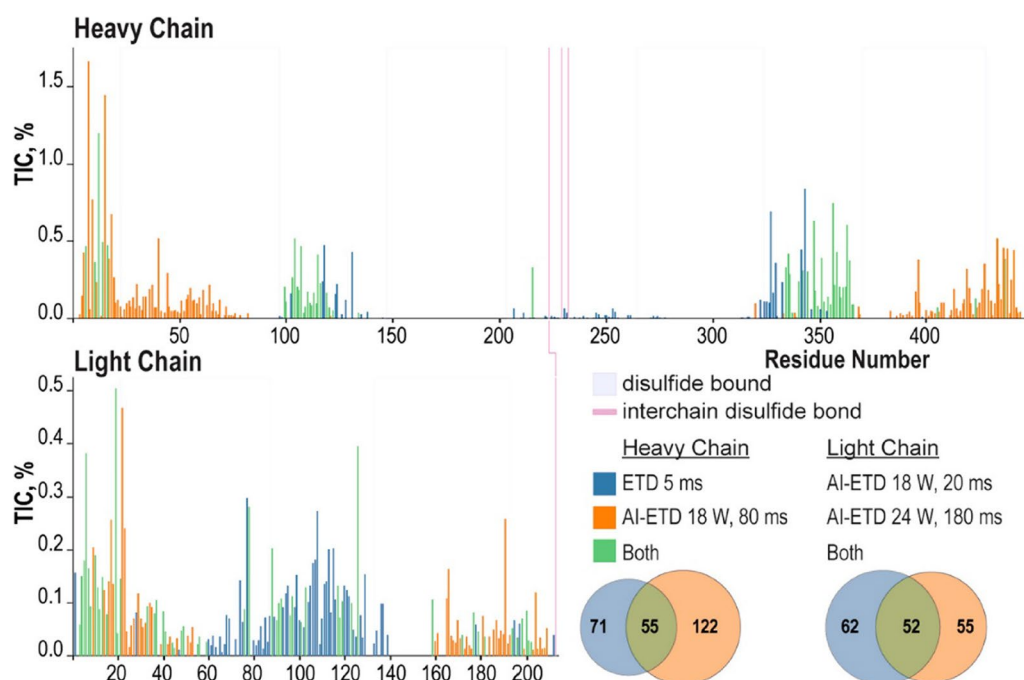 Heavy Chain
TIC, %
1.5
1.0
0.5
0.0
50 100 150 200 250 300 350 400
Residue Number
Light Chain
TIC, %
0.5
0.4
0.3
0.2
0.1
0.0
20 40 60 80 100 120 140 160 180 200
disulfide bound
interchain disulfide bond
Heavy Chain Light Chain
ETD 5 ms AI-ETD 18 W, 20 ms
AI-ETD 18 W, 80 ms AI-ETD 24 W, 180 ms
Both Both
71 55 122 62 52 55